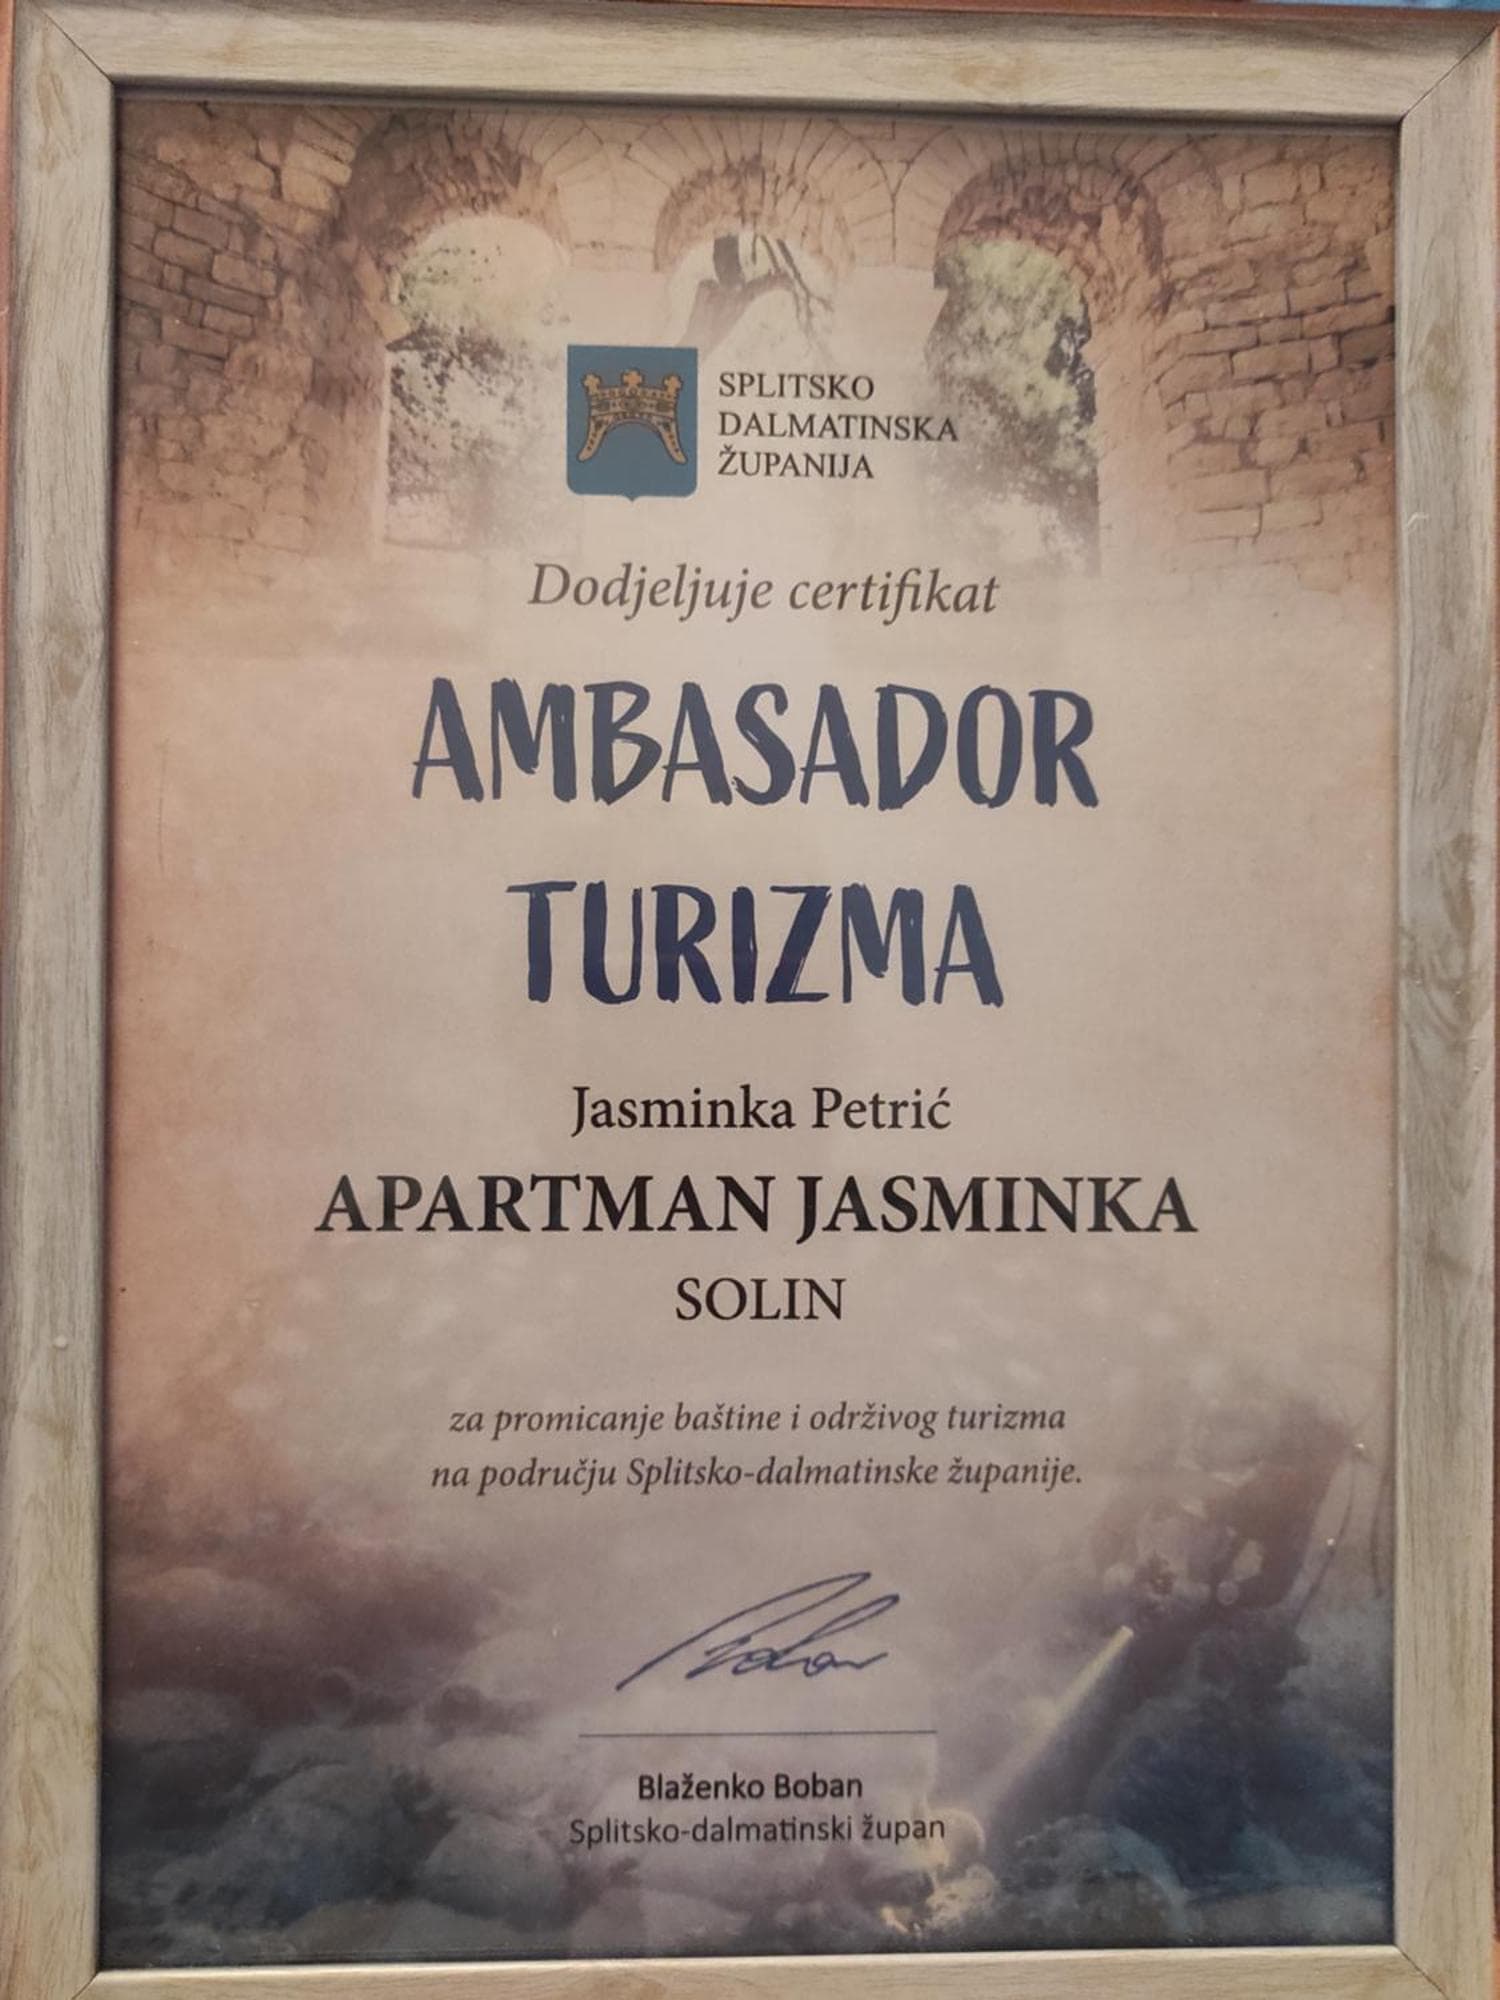 SPLITSKO
DALMATINSKA
ŽUPANIJA
Dodjeljuje certifikat
AMBASADOR
TURIZMA
Jasminka Petrić
APARTMAN JASMINKA
SOLIN
za promicanje baštine i održivog turizma
na području Splitsko-dalmatinske županije.
Blaženko Boban
Splitsko-dalmatinski župan